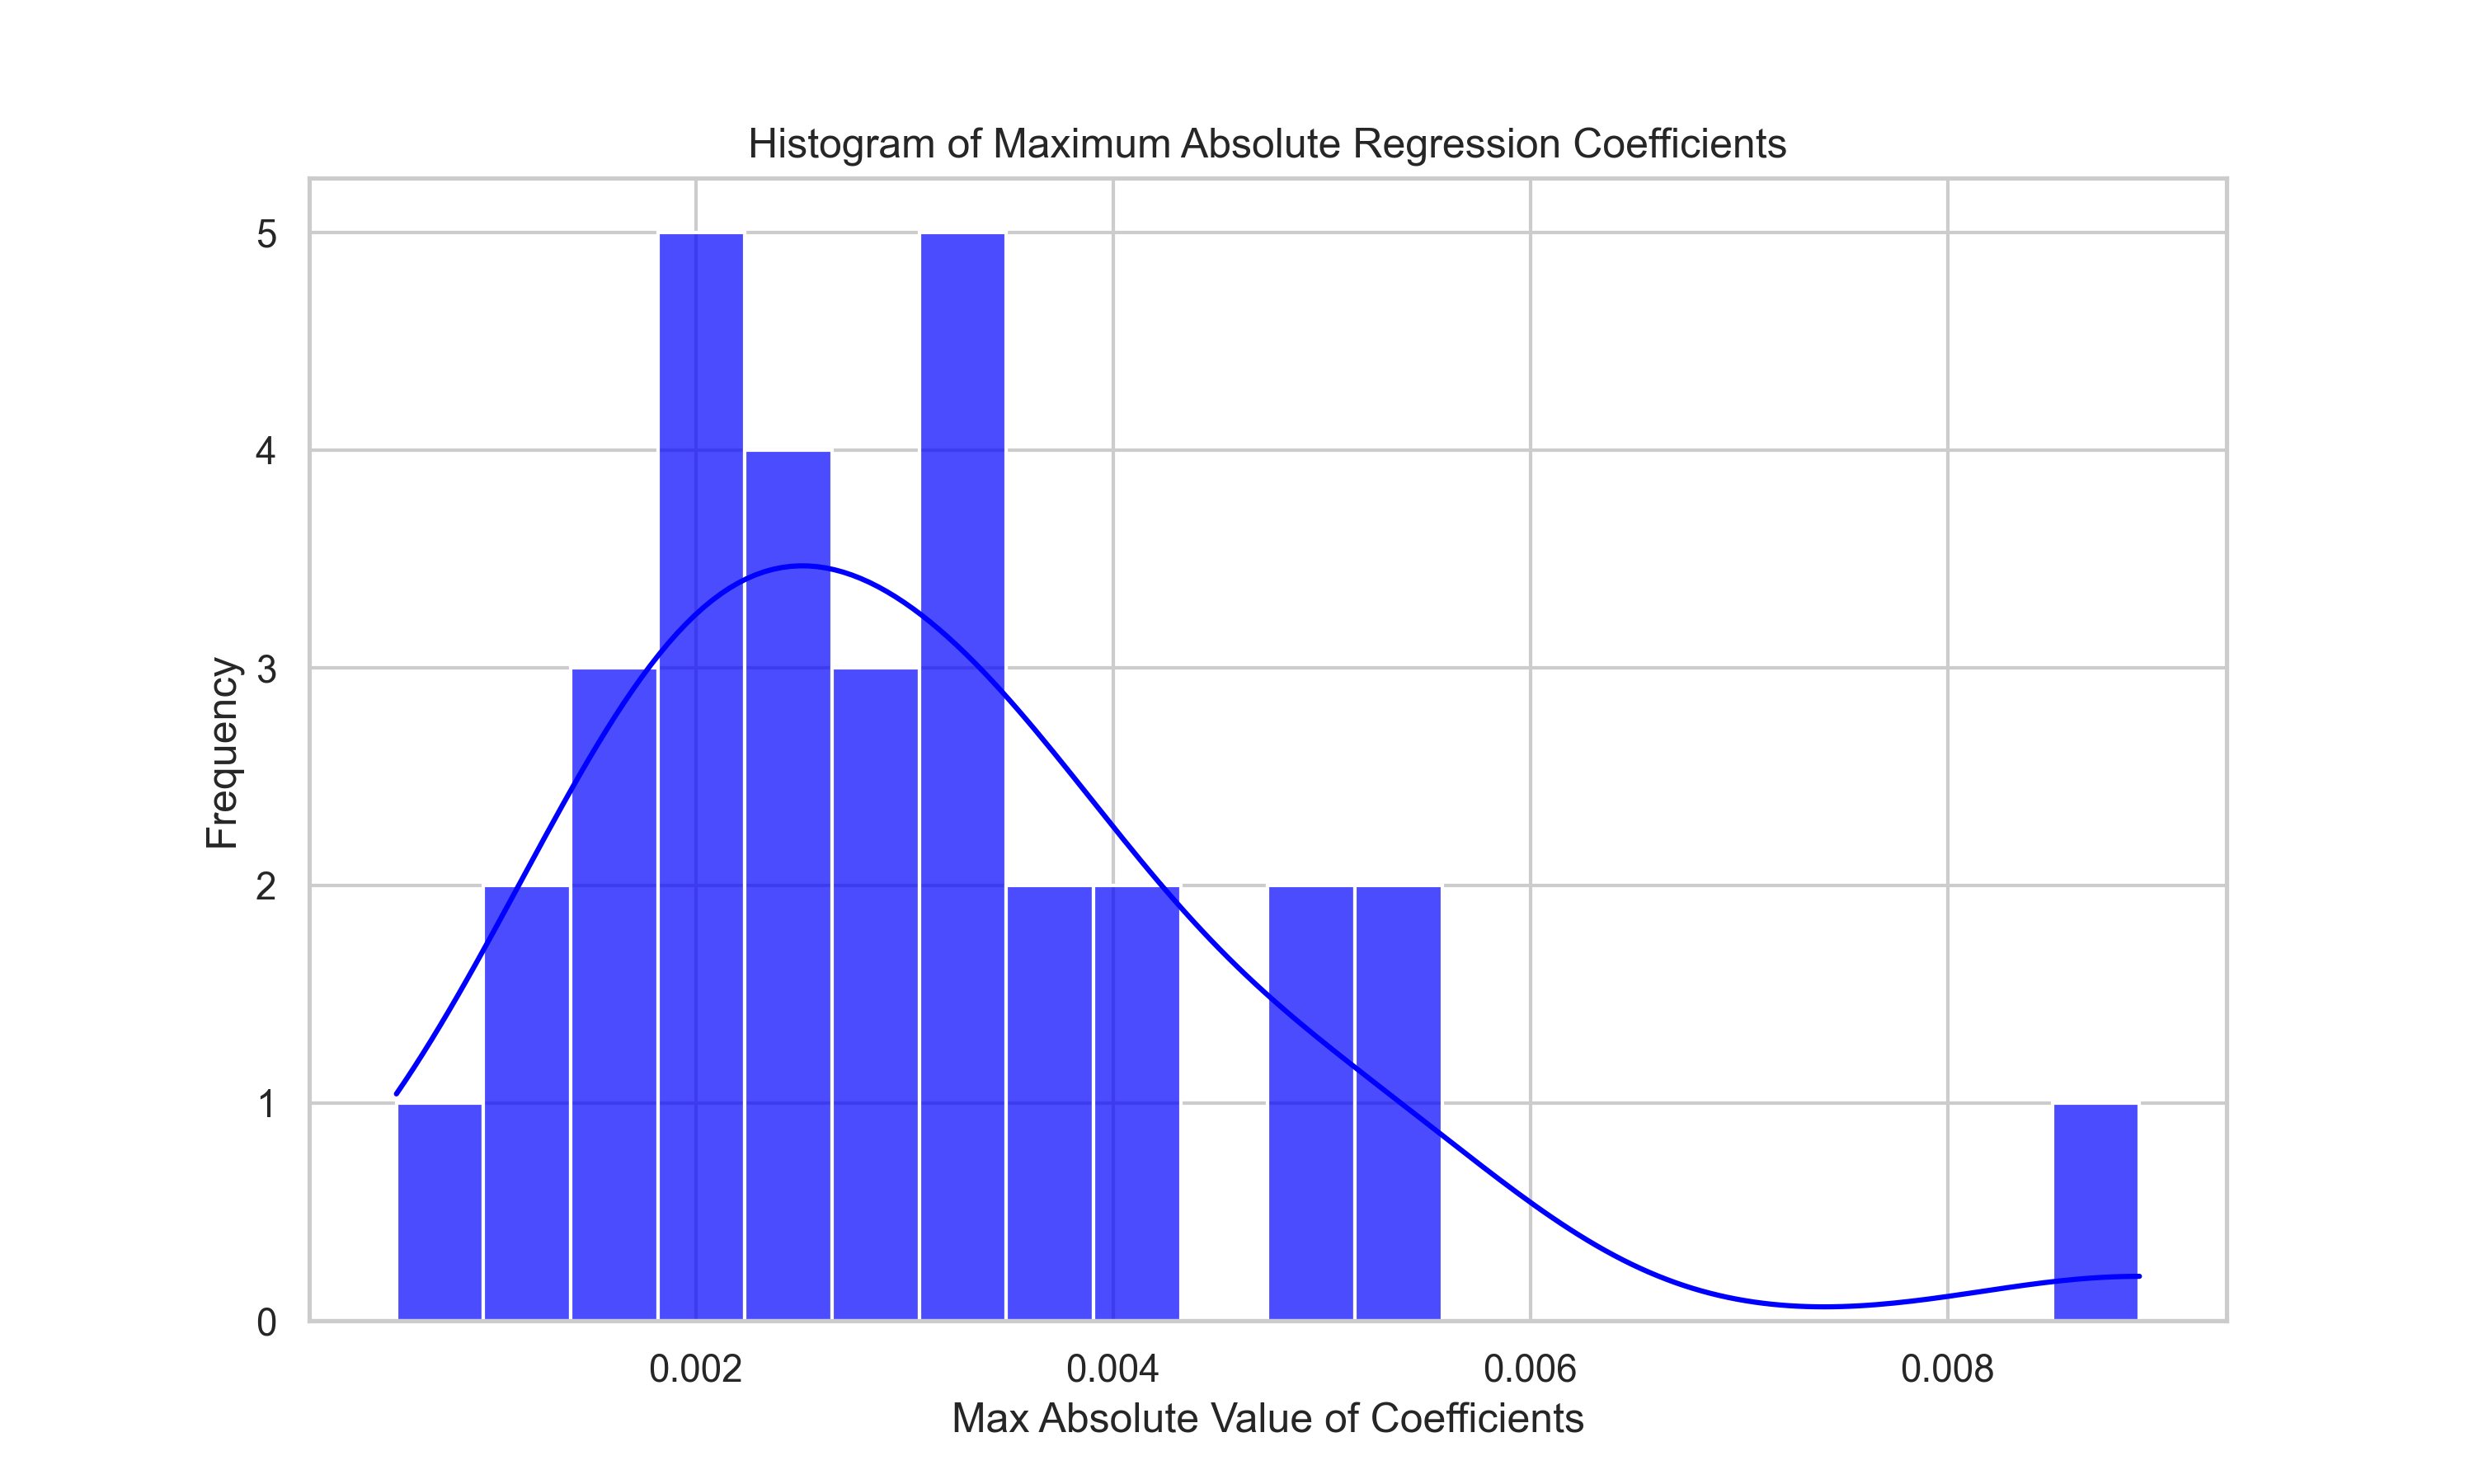 Histogram of Maximum Absolute Regression Coefficients
5
4
3
2
1
0
Frequency
0.002 0.004 0.006 0.008
Max Absolute Value of Coefficients